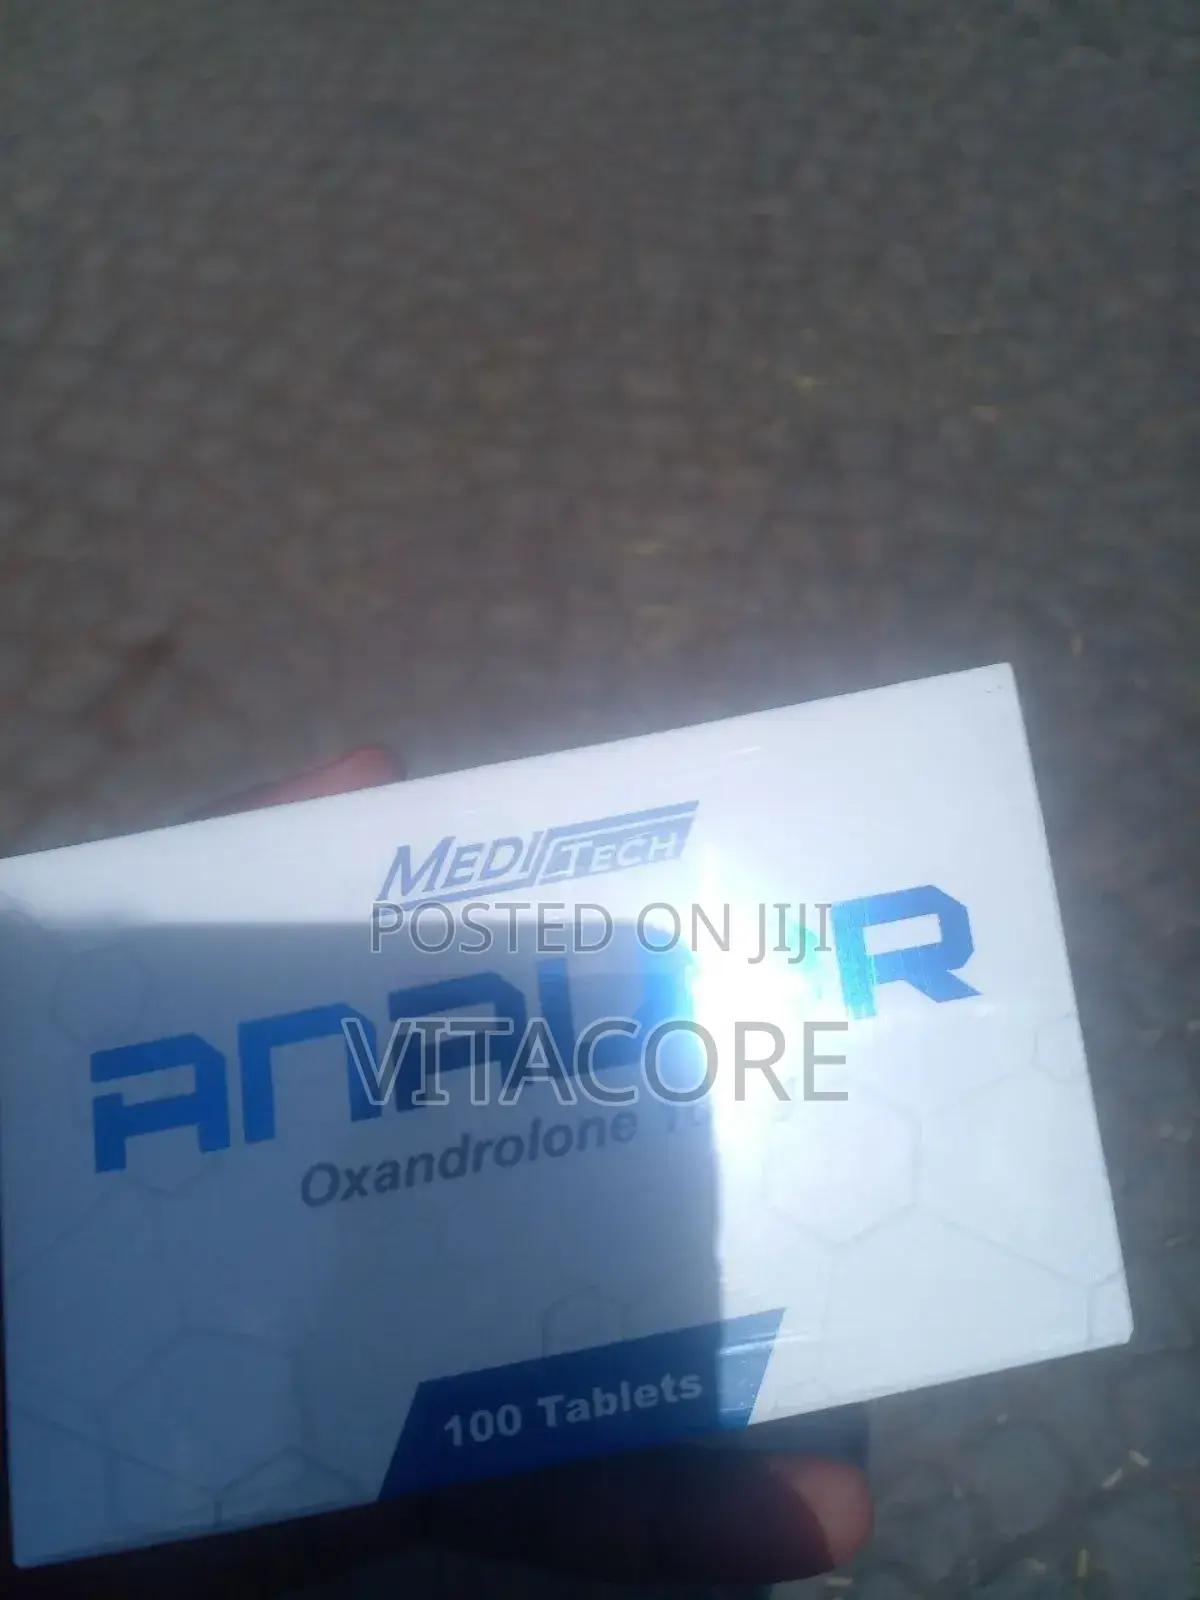 MEDITECH
POSTED ON JIJI
VITACORE
Oxandrolone
100 Tablets